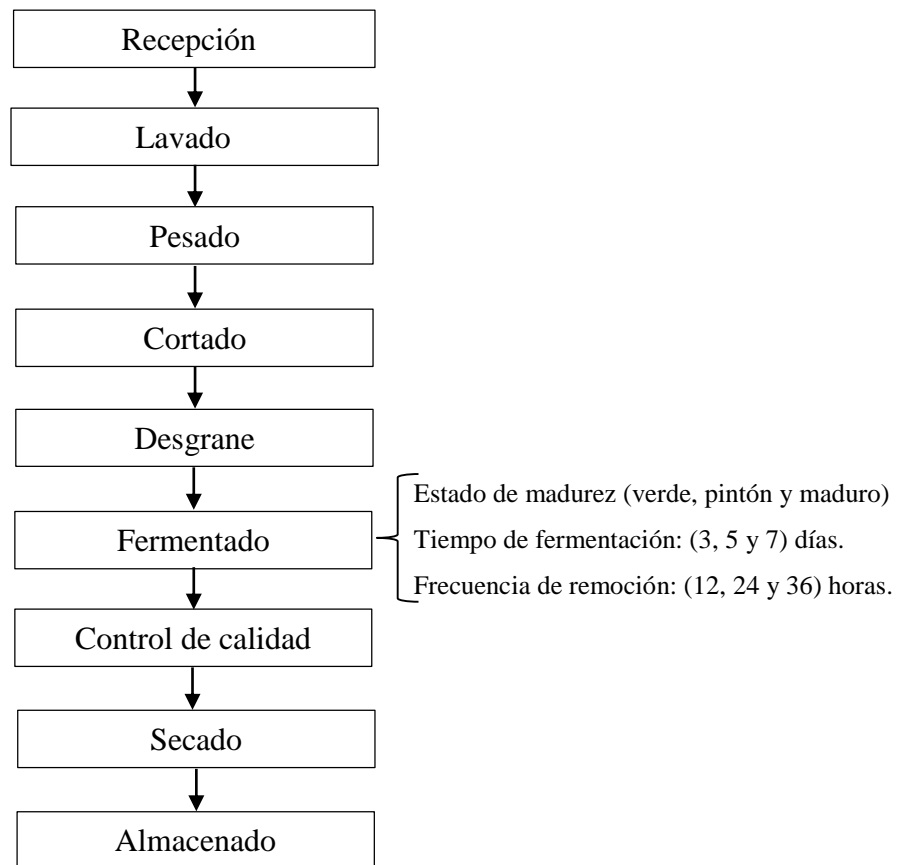 Recepción
Lavado
Pesado
Cortado
Desgrane
Fermentado
Estado de madurez (verde, pintón y maduro)
Tiempo de fermentación: (3, 5 y 7) días.
Frecuencia de remoción: (12, 24 y 36) horas.
Control de calidad
Secado
Almacenado